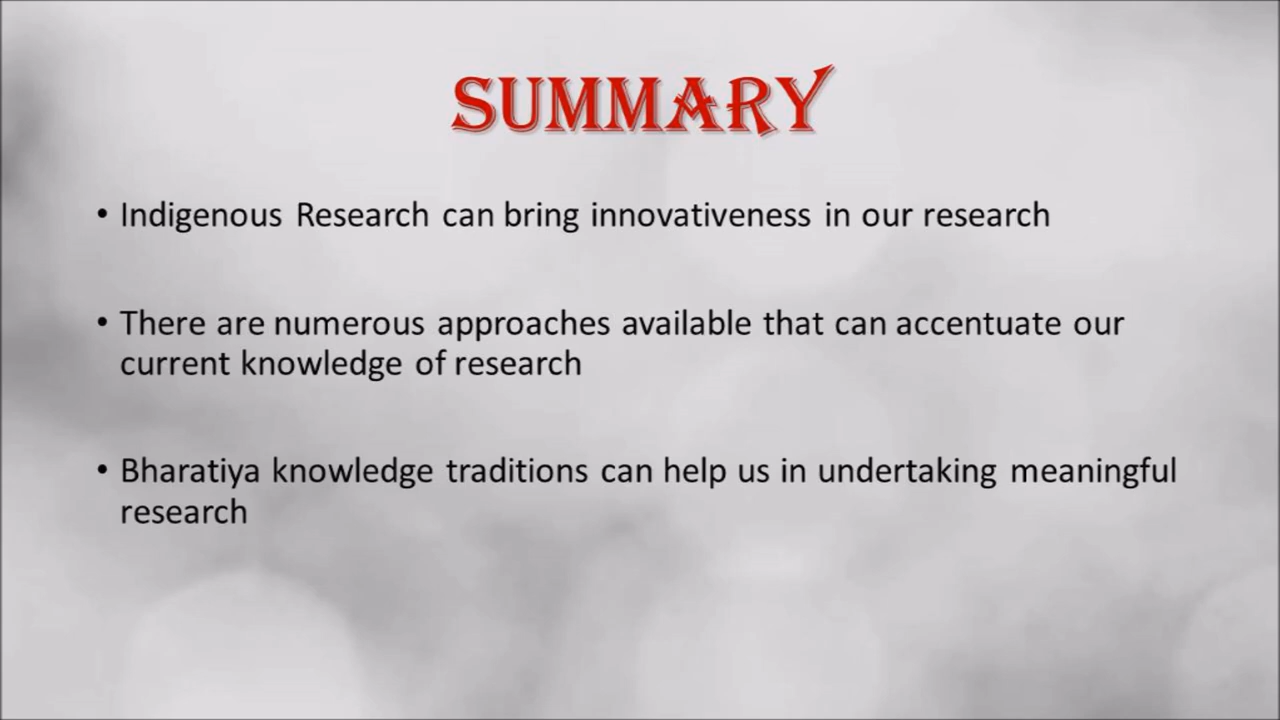 SUMMARY
• Indigenous Research can bring innovativeness in our research
• There are numerous approaches available that can accentuate our
current knowledge of research
• Bharatiya knowledge traditions can help us in undertaking meaningful
research